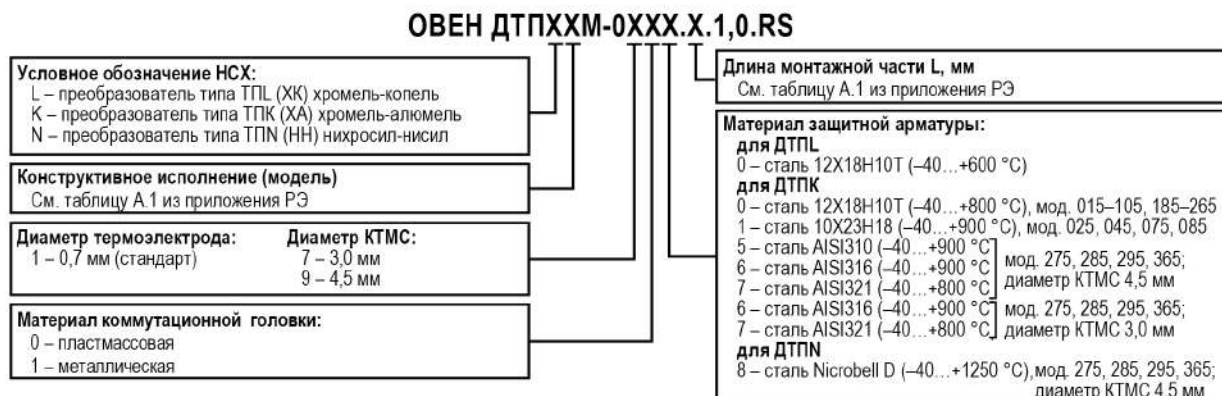 ОВЕН ДТПХХМ-0ХХХ.Х.1,0.RS
Условное обозначение НСХ:
L – преобразователь типа ТПL (ХК) хромель-копель
K – преобразователь типа ТПК (ХА) хромель-алюмель
N – преобразователь типа ТПN (НН) нихросил-нисил
Конструктивное исполнение (модель)
См. таблицу А.1 из приложения РЭ
Диаметр термоэлектрода: Диаметр КТМС:
1 – 0,7 мм (стандарт) 7 – 3,0 мм
9 – 4,5 мм
Материал коммутационной головки:
0 – пластмассовая
1 – металлическая
Длина монтажной части L, мм
См. таблицу А.1 из приложения РЭ
Материал защитной арматуры:
для ДТПL
0 – сталь 12Х18Н10Т (–40...+600 °С)
для ДТПК
0 – сталь 12Х18Н10Т (–40...+800 °С), мод. 015–105, 185–265
1 – сталь 10Х23Н18 (–40...+900 °С), мод. 025, 045, 075, 085
5 – сталь AISI310 (–40...+900 °С)
6 – сталь AISI316 (–40...+900 °С мод. 275, 285, 295, 365;
7 – сталь AISI321 (–40...+800 °С диаметр КТМС 4,5 мм
6 – сталь AISI316 (–40...+900 °С мод. 275, 285, 295, 365;
7 – сталь AISI321 (–40...+800 °С диаметр КТМС 3,0 мм
для ДТПN
8 – сталь Nicrobell D (–40...+1250 °С), мод. 275, 285, 295, 365;
диаметр КТМС 4,5 мм